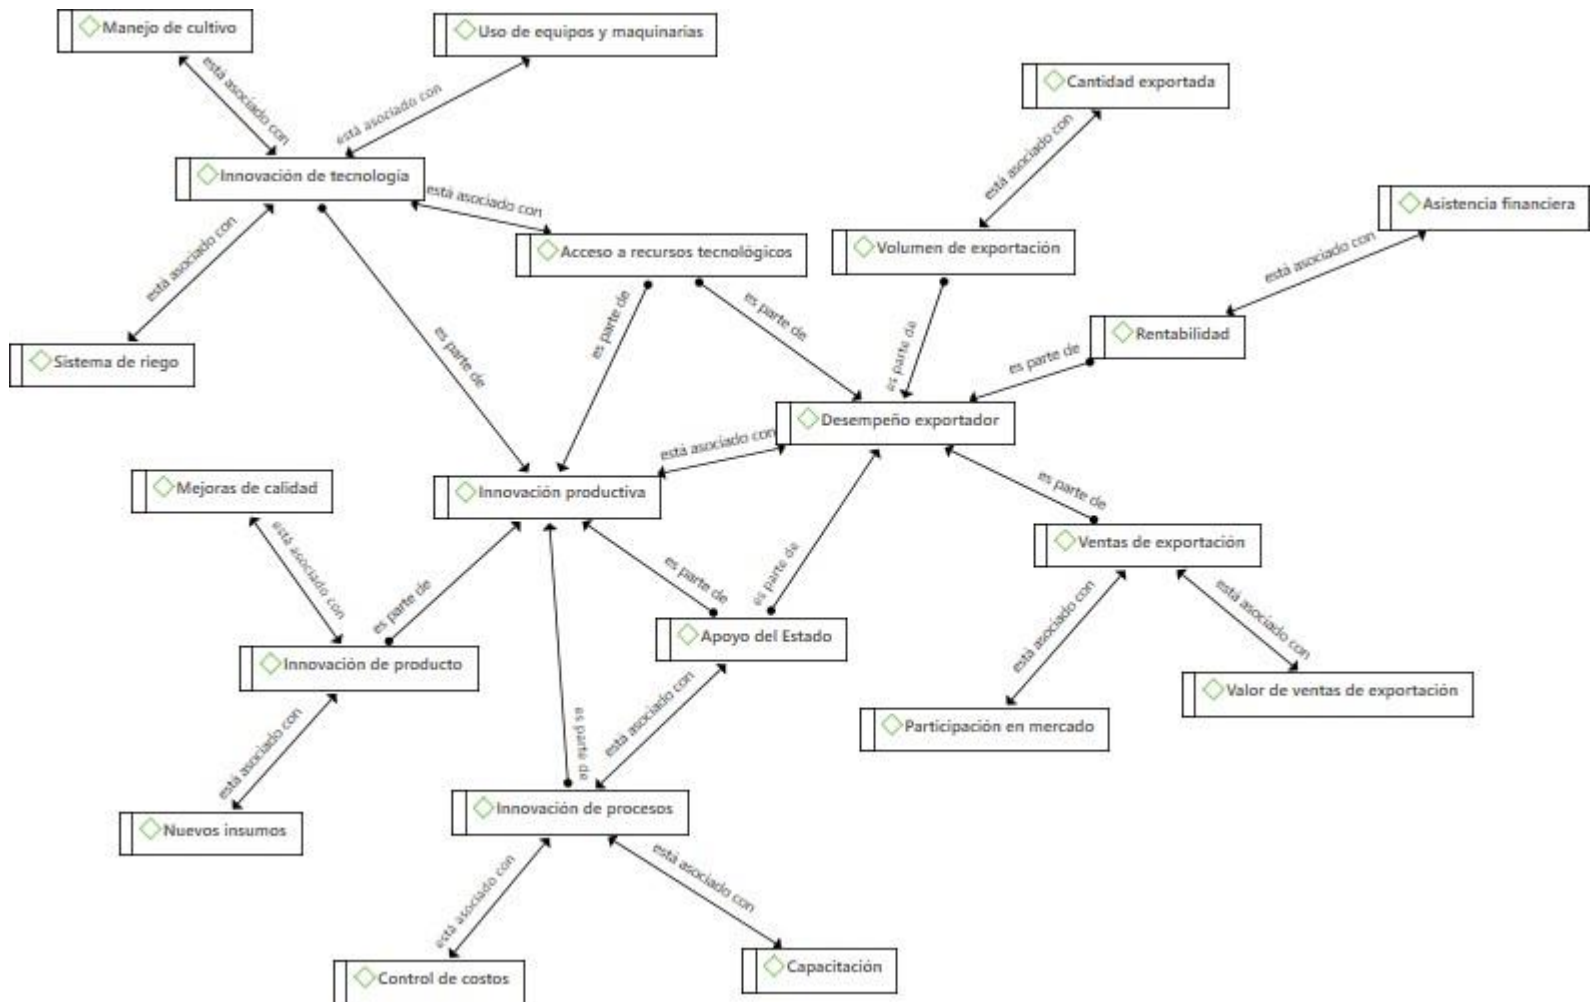 Manejo de cultivo
Uso de equipos y maquinarias
está asociado con
está asociado con
Cantidad exportada
está asociado con
Innovación de tecnología
está asociado con
Acceso a recursos tecnológicos
Volumen de exportación
Asistencia financiera
está asociado con
está asociado con
Sistema de riego
es parte de
es parte de
es parte de
es parte de
Rentabilidad
es parte de
Desempeño exportador
está asociado con
Mejoras de calidad
Innovación productiva
es parte de
Ventas de exportación
está asociado con
es parte de
es parte de
es parte de
Apoyo del Estado
está asociado con
está asociado con
Innovación de producto
Valor de ventas de exportación
Participación en mercado
está asociado con
es parte de
está asociado con
Nuevos insumos
Innovación de procesos
está asociado con
está asociado con
Control de costos
Capacitación